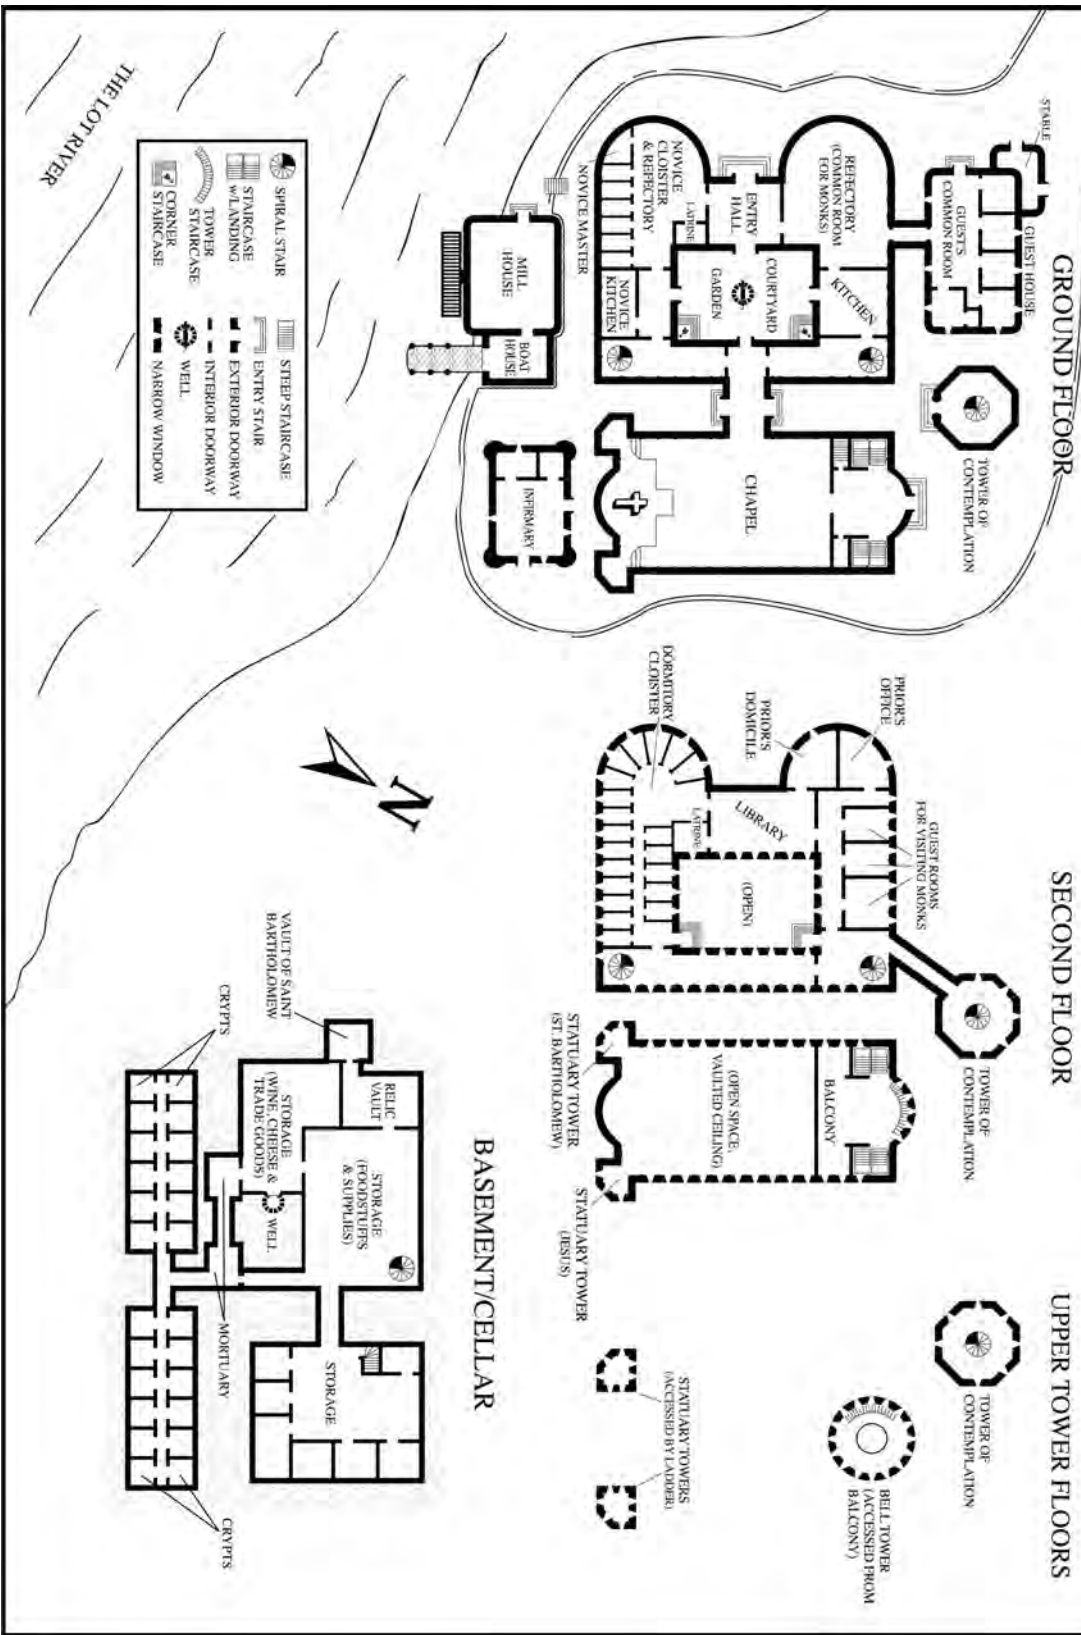 GROUND FLOOR
STABLE
GUEST HOUSE
GUEST'S
COMMON ROOM
REFECTORY
(COMMON ROOM
FOR MONKS)
KITCHEN
TOWER OF
CONTEMPLATION
ENTRY
HALL
COURTYARD
GARDEN
LATRINE
NOVICE
CLOISTER
& REFECTORY
NOVICE
KITCHEN
NOVICE MASTER
CHAPEL
MILL
HOUSE
BOAT
HOUSE
INFIRMARY
THE LOT RIVER
SPIRAL STAIR
STAIRCASE
W/LANDING
TOWER
STAIRCASE
CORNER
STAIRCASE
STEEP STAIRCASE
ENTRY STAIR
EXTERIOR DOORWAY
INTERIOR DOORWAY
WELL
NARROW WINDOW
SECOND FLOOR
PRIOR'S
OFFICE
GUEST ROOMS
FOR VISITING MONKS
PRIOR'S
DOMICILE
LIBRARY
DORMITORY
CLOISTER
LATRINE
(OPEN)
TOWER OF
CONTEMPLATION
BALCONY
(OPEN SPACE,
VAULTED CEILING)
STATUARY TOWER
(ST. BARTHOLOMEW)
STATUARY TOWER
(JESUS)
N
UPPER TOWER FLOORS
TOWER OF
CONTEMPLATION
BELL TOWER
(ACCESSED FROM
BALCONY)
STATUARY TOWERS
(ACCESSED BY LADDER)
BASEMENT/CELLAR
VAULT OF SAINT
BARTHOLOMEW
RELIC
VAULT
STORAGE
(FOODSTUFFS
& SUPPLIES)
STORAGE
(WINE, CHEESE &
TRADE GOODS)
WELL
STORAGE
CRYPTS
MORTUARY
CRYPTS